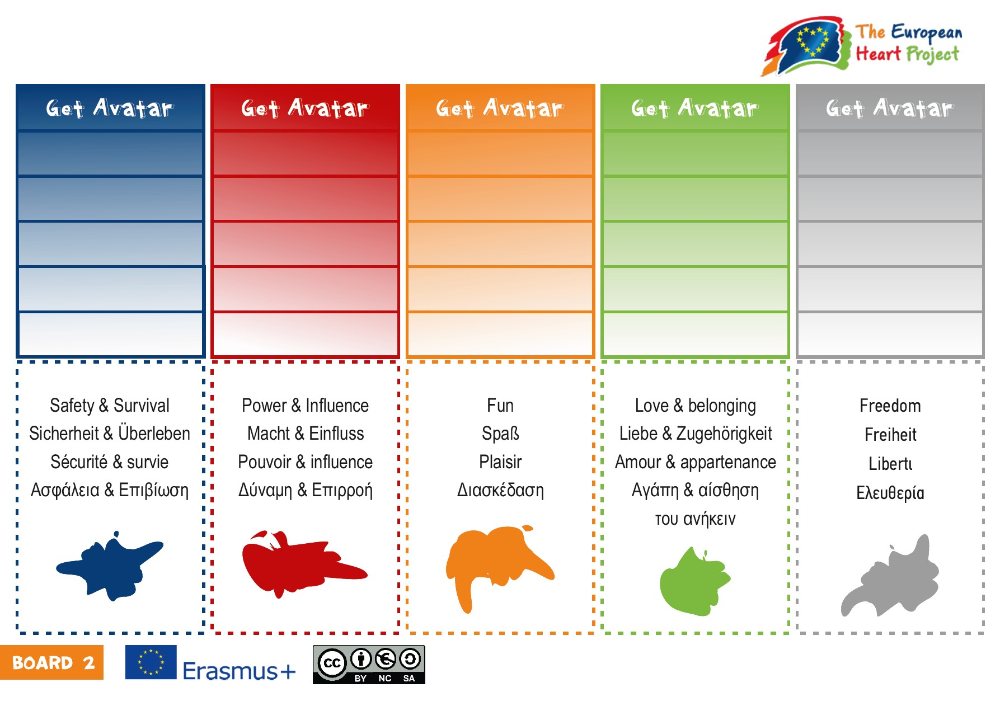 The European
Heart Project
Get Avatar
Get Avatar
Get Avatar
Get Avatar
Get Avatar
Safety & Survival
Sicherheit & Überleben
Sécurité & survie
Ασφάλεια & Επιβίωση
Power & Influence
Macht & Einfluss
Pouvoir & influence
Δύναμη & Επιρροή
Fun
Spaß
Plaisir
Διασκέδαση
Love & belonging
Liebe & Zugehörigkeit
Amour & appartenance
Αγάπη & αίσθηση
του ανήκειν
Freedom
Freiheit
Libertι
Ελευθερία
BOARD 2
Erasmus+
cc
BY NC SA